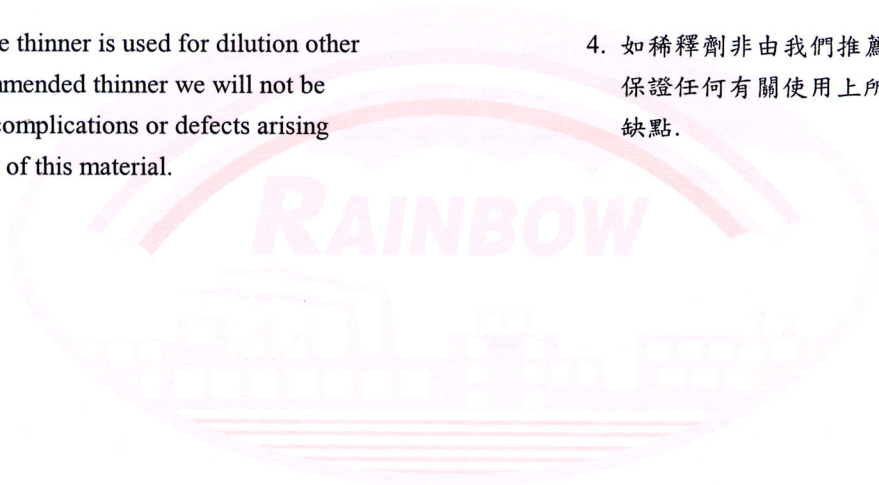 e thinner is used for dilution other
mended thinner we will not be
complications or defects arising
of this material.
4. 如稀釋劑非由我們推薦
保證任何有關使用上所
缺點.
RAINBOW